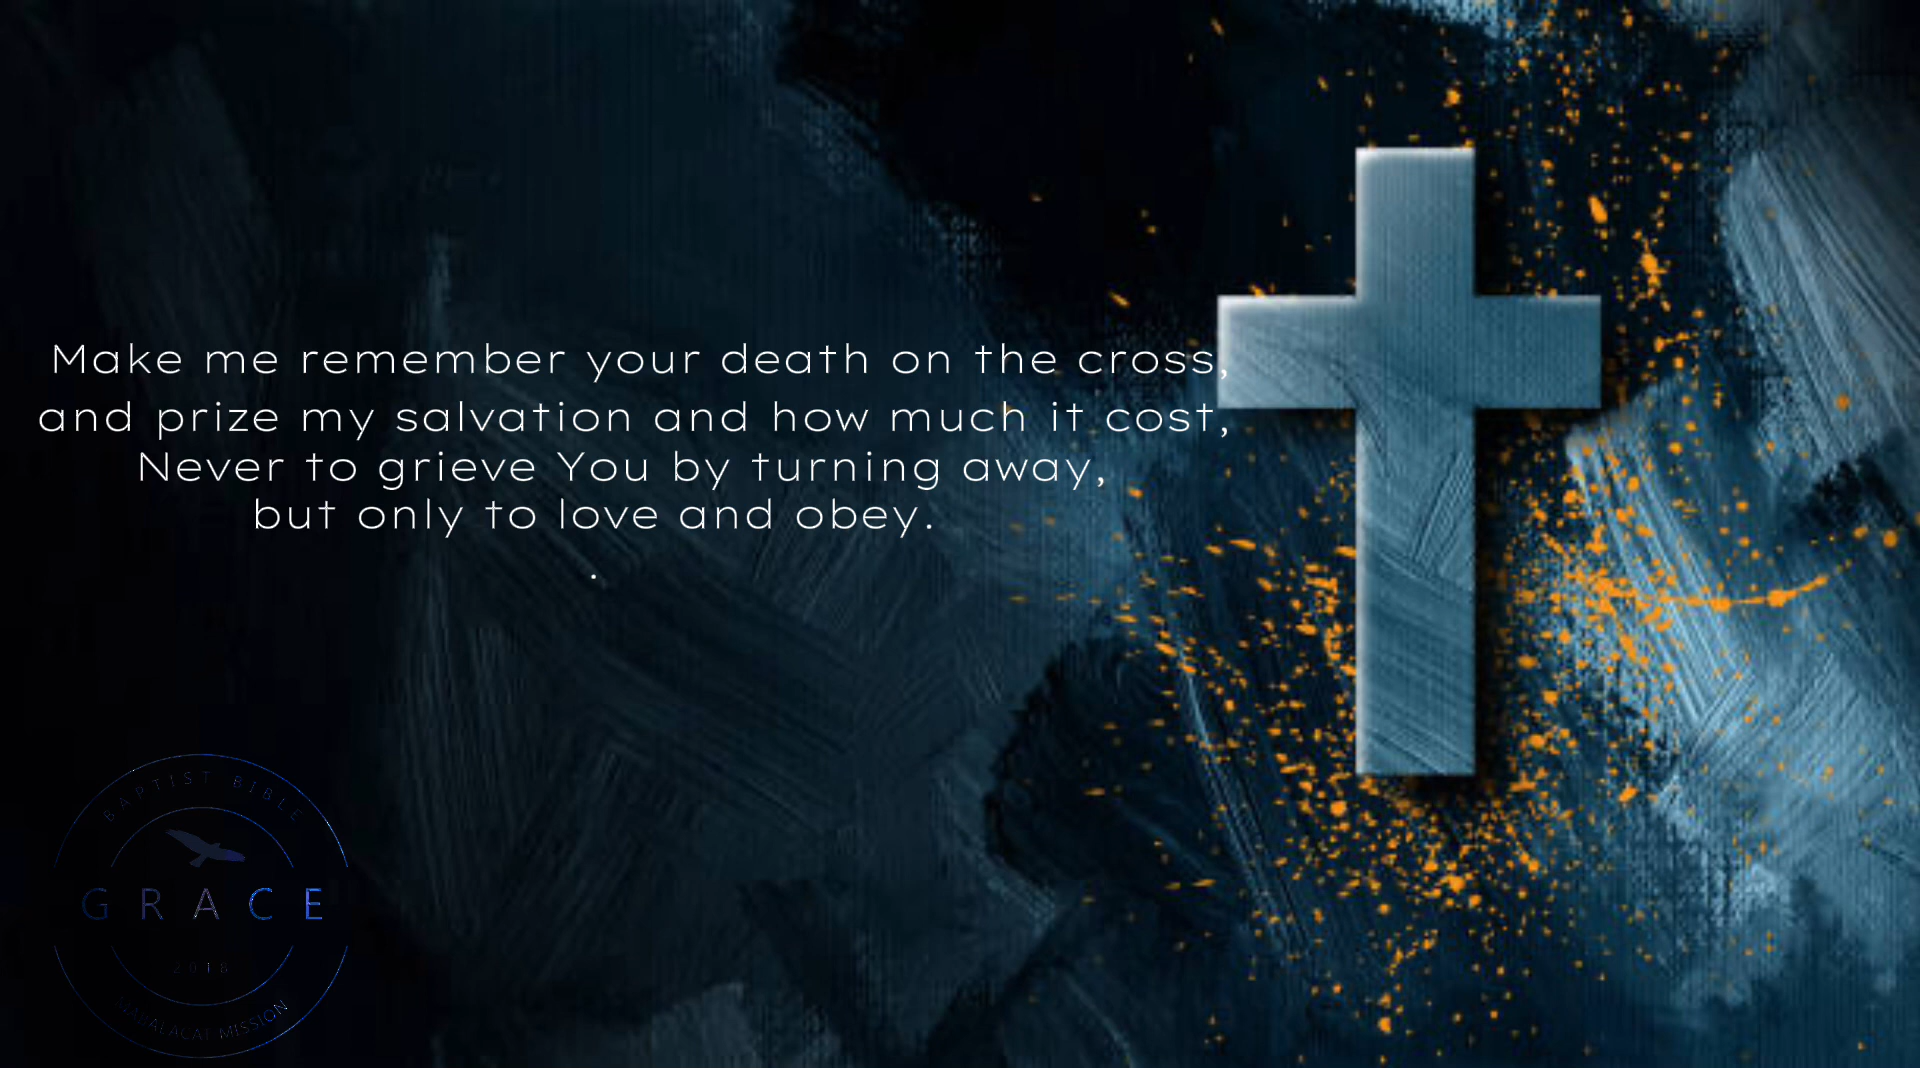 Make me remember your death on the cross,
and prize my salvation and how much it cost,
Never to grieve You by turning away,
but only to love and obey.
.
BAPTIST BIBLE
GRACE
2018
MABALACAT MISSION